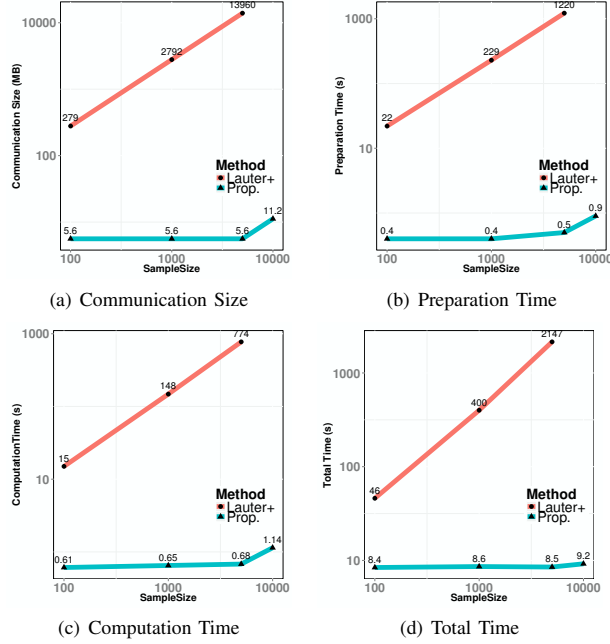 13960
10000
2792
279
100
Communication Size (MB)
Method
Lauter+
Prop.
5.6
5.6
5.6
11.2
100
1000
10000
SampleSize
(a) Communication Size
1220
1000
229
22
10
Preparation Time (s)
Method
Lauter+
Prop.
0.4
0.4
0.5
0.9
100
1000
10000
SampleSize
(b) Preparation Time
1000
774
148
15
10
ComputationTime (s)
Method
Lauter+
Prop.
0.61
0.65
0.68
1.14
100
1000
10000
SampleSize
(c) Computation Time
2147
1000
400
100
46
10
Total Time (s)
Method
Lauter+
Prop.
8.4
8.6
8.5
9.2
100
1000
10000
SampleSize
(d) Total Time